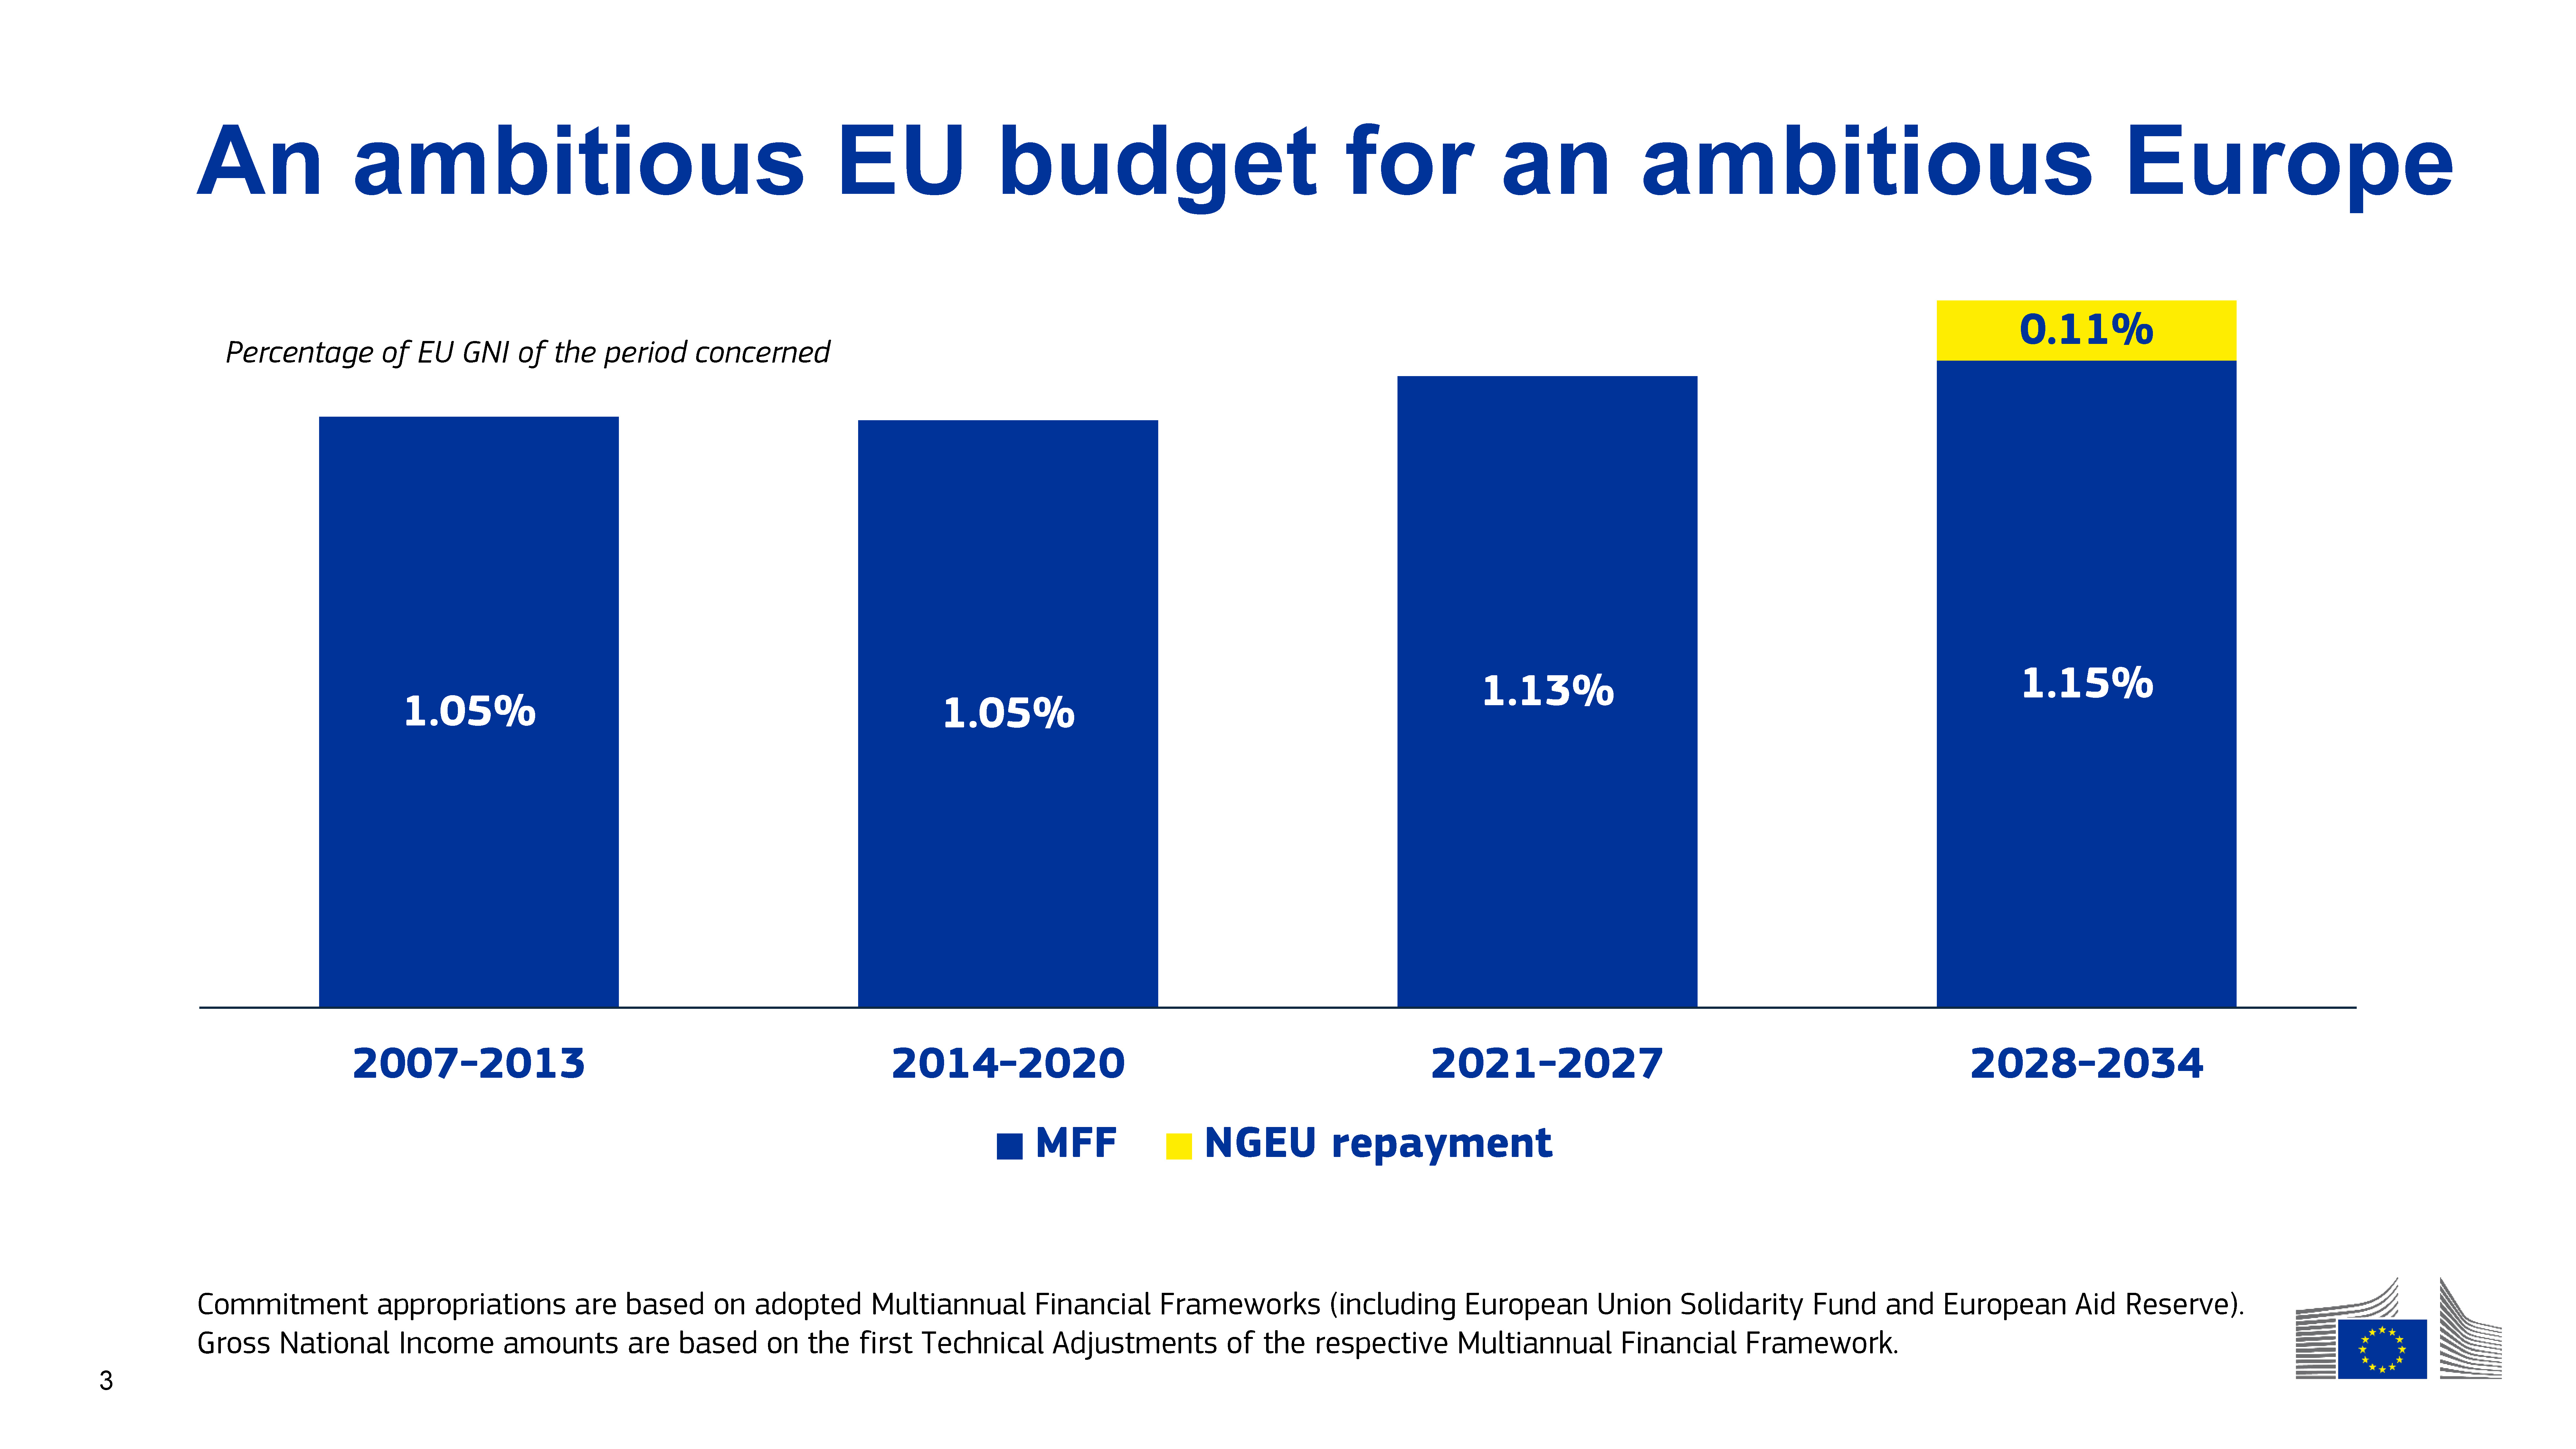 An ambitious EU budget for an ambitious Europe
Percentage of EU GNI of the period concerned
0.11%
1.05%
1.05%
1.13%
1.15%
2007-2013
2014-2020
2021-2027
2028-2034
MFF
NGEU repayment
Commitment appropriations are based on adopted Multiannual Financial Frameworks (including European Union Solidarity Fund and European Aid Reserve).
Gross National Income amounts are based on the first Technical Adjustments of the respective Multiannual Financial Framework.
3